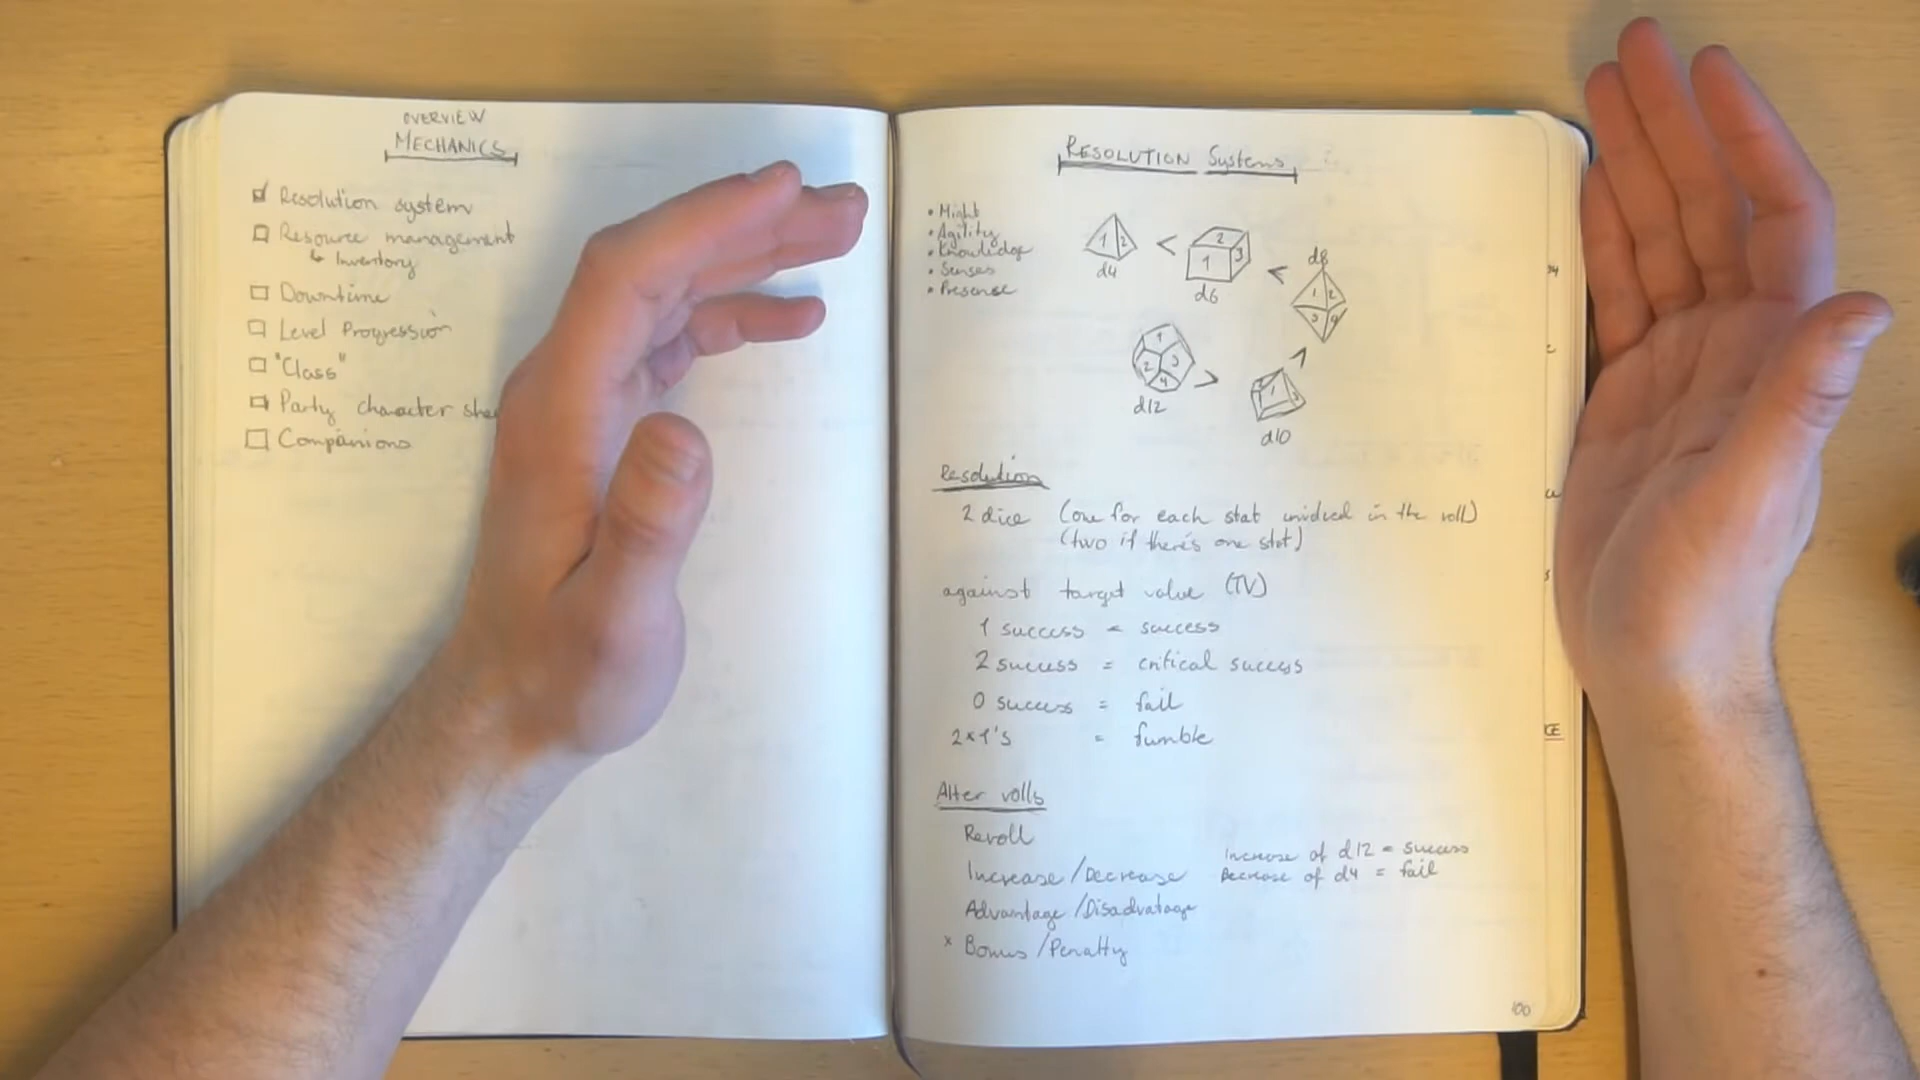 OVERVIEW
MECHANICS
Resolution system
Resource management
↳ Inventory
Downtime
Level Progression
"Class"
Party character
Companions
RESOLUTION Systems
• Might
• Agility
• Knowledge
• Senses
• Presense
1 2
d4
<
2
1 3
d6
<
d8
1 2
3 4
1
2 3
4
d12
>
1
d10
>
Resolution
2 dice (one for each stat involved in the roll)
(two if there's one stat)
against target value (TV)
1 success = success
2 success = critical success
0 success = fail
2×1's = fumble
Alter rolls
Reroll
Increase/Decrease
Increase of d12 = success
Decrease of d4 = fail
Advantage/Disadvatage
x Bonus/Penalty
100